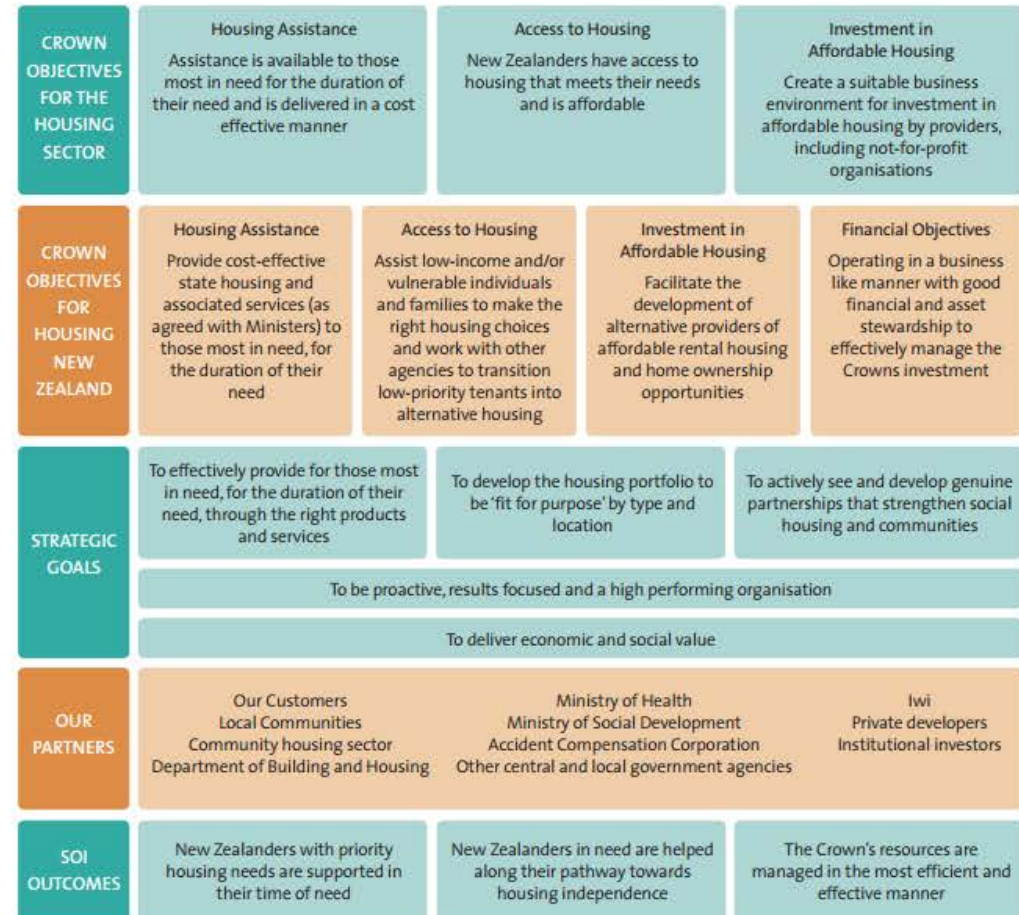 CROWN
OBJECTIVES
FOR THE
HOUSING
SECTOR
Housing Assistance
Assistance is available to those
most in need for the duration of
their need and is delivered in a cost
effective manner
Access to Housing
New Zealanders have access to
housing that meets their needs
and is affordable
Investment in
Affordable Housing
Create a suitable business
environment for investment in
affordable housing by providers,
including not-for-profit
organisations
CROWN
OBJECTIVES
FOR
HOUSING
NEW
ZEALAND
Housing Assistance
Provide cost-effective
state housing and
associated services (as
agreed with Ministers) to
those most in need, for
the duration of their
need
Access to Housing
Assist low-income and/or
vulnerable individuals
and families to make the
right housing choices
and work with other
agencies to transition
low-priority tenants into
alternative housing
Investment in
Affordable Housing
Facilitate the
development of
alternative providers of
affordable rental housing
and home ownership
opportunities
Financial Objectives
Operating in a business
like manner with good
financial and asset
stewardship to
effectively manage the
Crowns investment
STRATEGIC
GOALS
To effectively provide for those most
in need, for the duration of their
need, through the right products
and services
To develop the housing portfolio to
be ‘fit for purpose’ by type and
location
To actively see and develop genuine
partnerships that strengthen social
housing and communities
To be proactive, results focused and a high performing organisation
To deliver economic and social value
OUR
PARTNERS
Our Customers
Local Communities
Community housing sector
Department of Building and Housing
Ministry of Health
Ministry of Social Development
Accident Compensation Corporation
Other central and local government agencies
Iwi
Private developers
Institutional investors
SOI
OUTCOMES
New Zealanders with priority
housing needs are supported in
their time of need
New Zealanders in need are helped
along their pathway towards
housing independence
The Crown’s resources are
managed in the most efficient and
effective manner